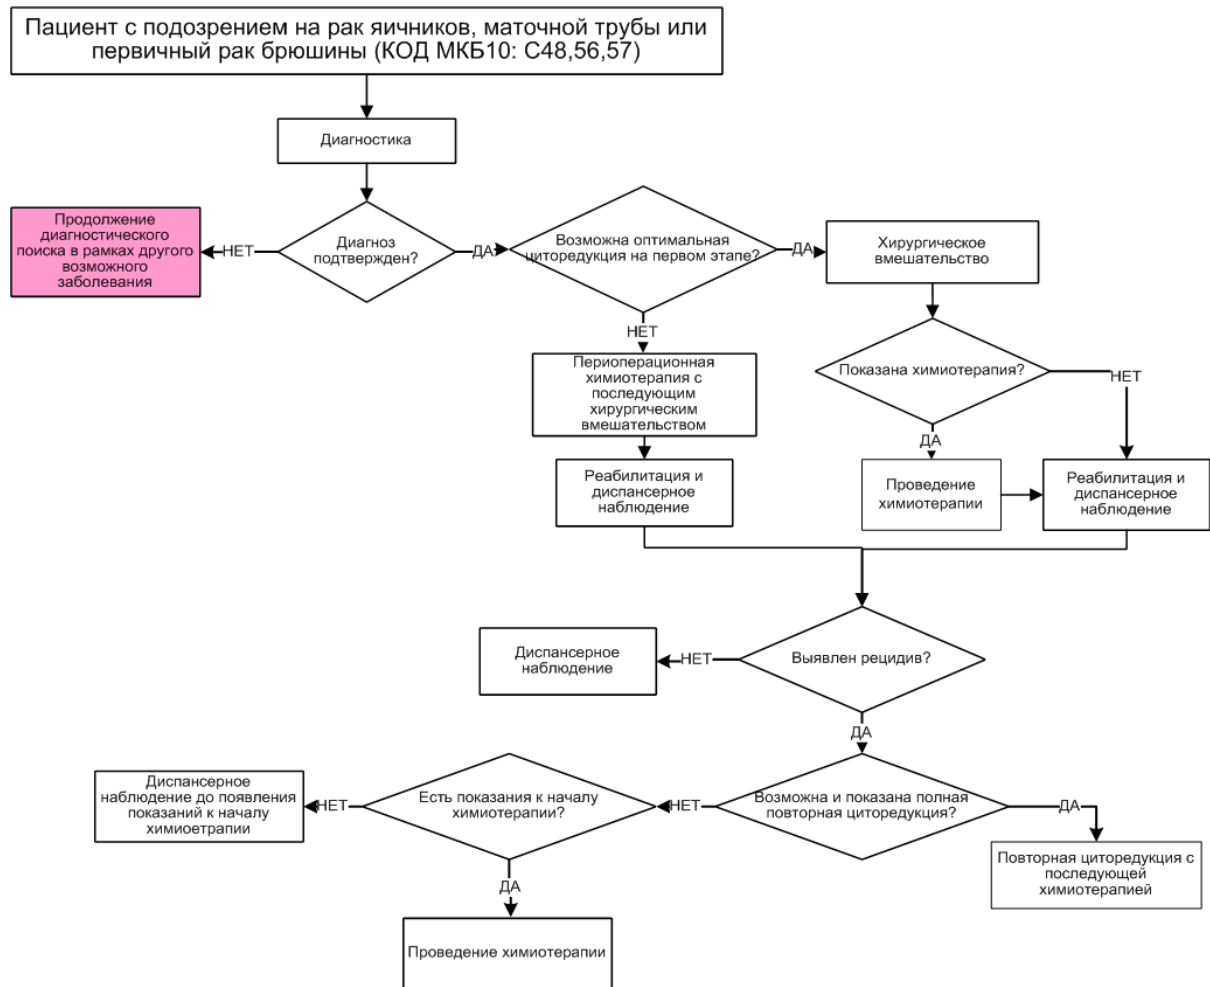 Пациент с подозрением на рак яичников, маточной трубы или
первичный рак брюшины (КОД МКБ10: С48,56,57)
Диагностика
Продолжение
диагностического
поиска в рамках другого
возможного
заболевания
НЕТ
Диагноз
подтвержден?
ДА
Возможна оптимальная
циторедукция на первом этапе?
ДА
Хирургическое
вмешательство
НЕТ
Периоперационная
химиотерапия с
последующим
хирургическим
вмешательством
Показана химиотерапия?
НЕТ
ДА
Реабилитация и
диспансерное
наблюдение
Проведение
химиотерапии
Реабилитация и
диспансерное
наблюдение
Диспансерное
наблюдение
НЕТ
Выявлен рецидив?
ДА
Диспансерное
наблюдение до появления
показаний к началу
химиоетрапии
НЕТ
Есть показания к началу
химиотерапии?
НЕТ
Возможна и показана полная
повторная циторедукция?
ДА
Повторная циторедукция с
последующей
химиотерапией
ДА
Проведение химиотерапии